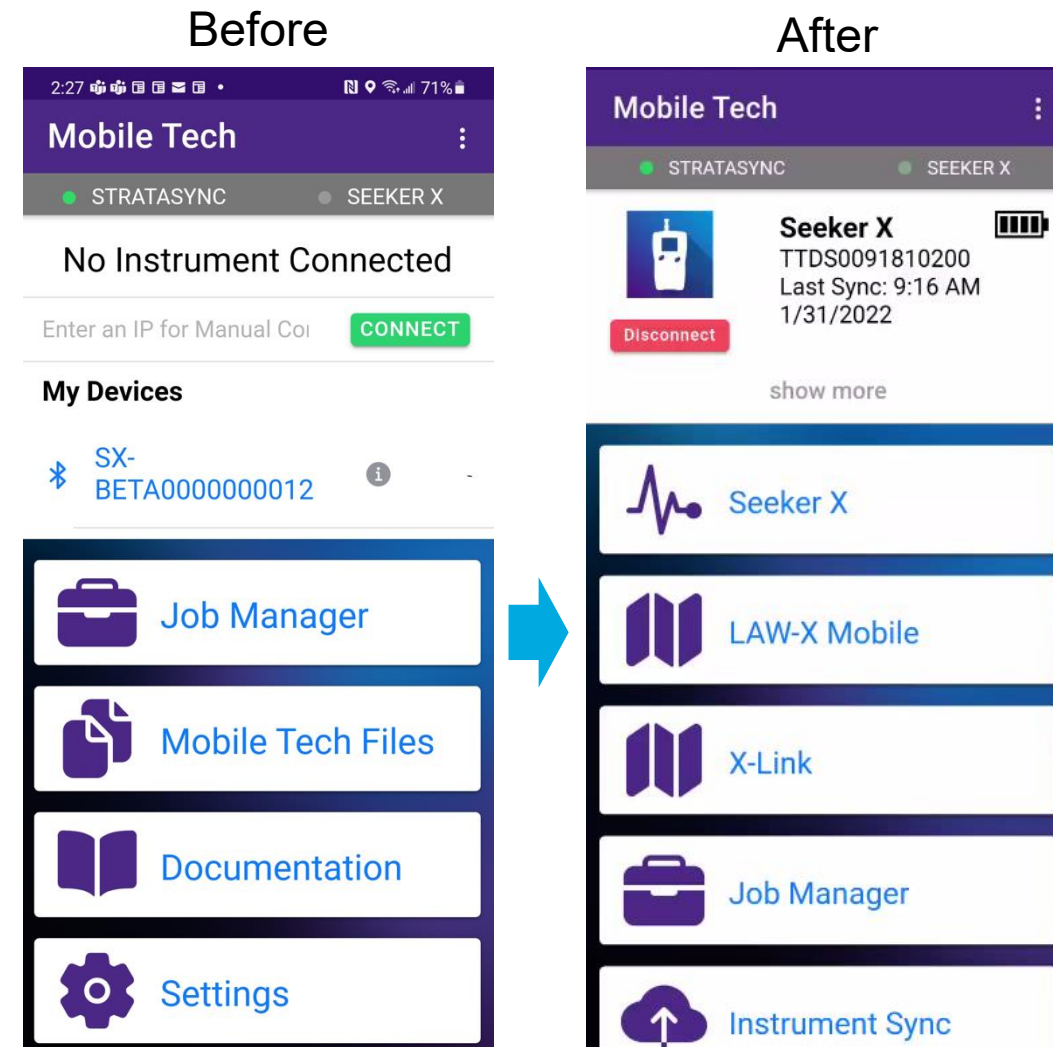 Before
2:27 71%
Mobile Tech
STRATASYNC SEEKER X
No Instrument Connected
Enter an IP for Manual Co CONNECT
My Devices
SX-
BETA0000000012
-
Job Manager
Mobile Tech Files
Documentation
Settings
After
Mobile Tech
STRATASYNC SEEKER X
Seeker X
TTDS0091810200
Last Sync: 9:16 AM
1/31/2022
Disconnect
show more
Seeker X
LAW-X Mobile
X-Link
Job Manager
Instrument Sync